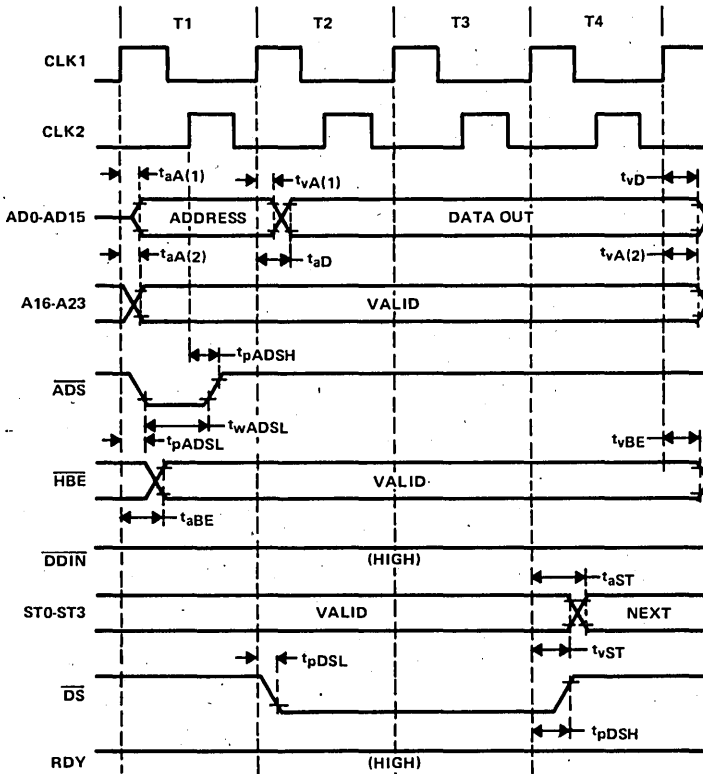 T1 T2 T3 T4
CLK1
CLK2
taA(1) tvA(1) tvD
AD0-AD15 ADDRESS DATA OUT
taA(2) taD tvA(2)
A16-A23 VALID
tpADSH
ADS
twADSL
tpADSL tvBE
HBE VALID
taBE
DDIN (HIGH)
taST
ST0-ST3 VALID NEXT
tpDSL tvST
DS
tpDSH
RDY (HIGH)